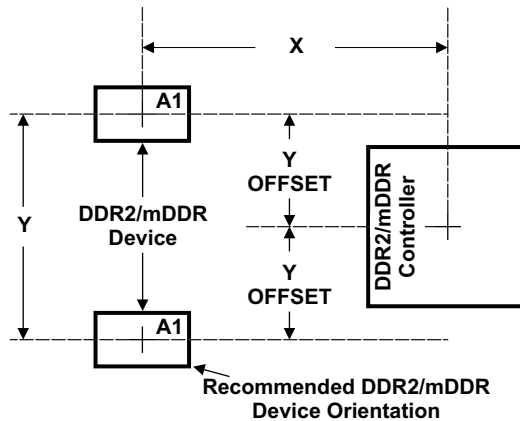 X
A1
Y
OFFSET
Y
DDR2/mDDR
Device
DDR2/mDDR
Controller
Y
OFFSET
A1
Recommended DDR2/mDDR
Device Orientation